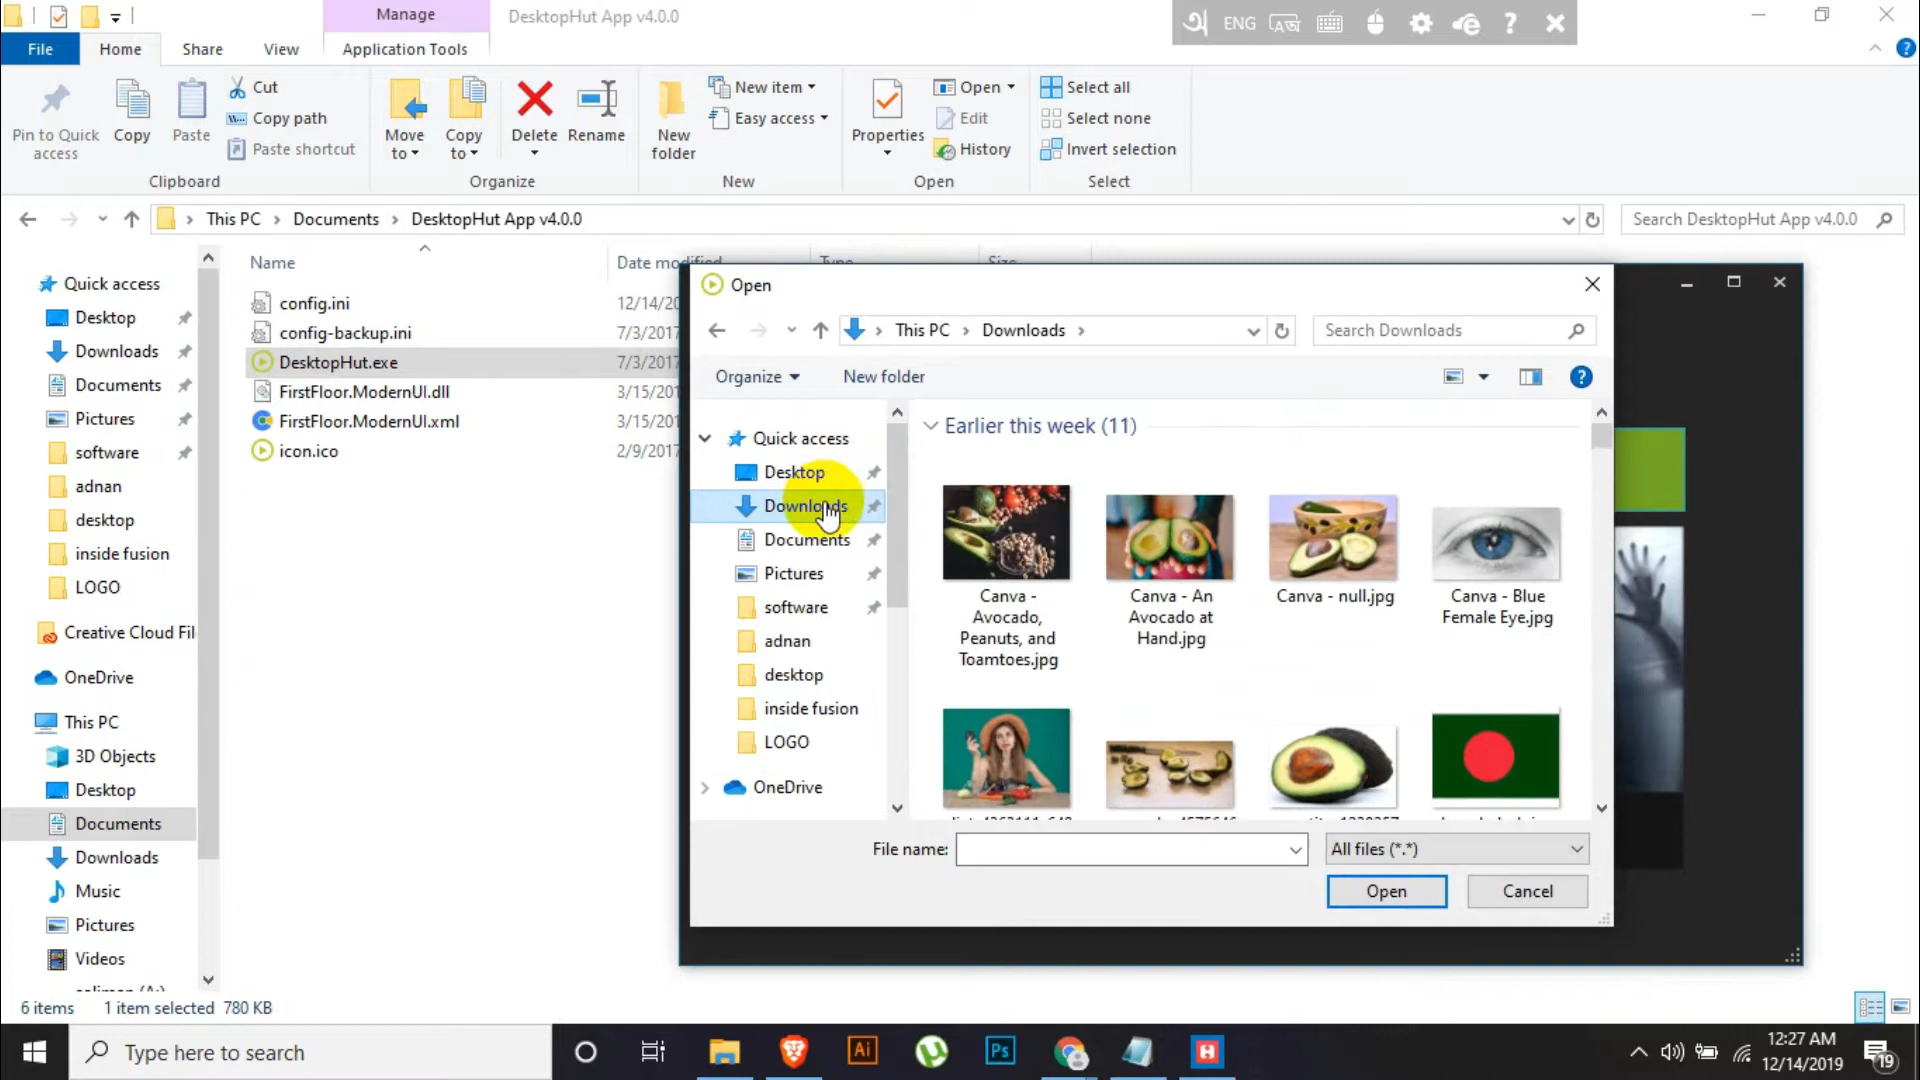 Manage
DesktopHut App v4.0.0
ENG
File
Home
Share
View
Application Tools
Pin to Quick access
Copy
Paste
Cut
Copy path
Paste shortcut
Clipboard
Move to
Copy to
Delete
Rename
Organize
New folder
New item
Easy access
New
Properties
Open
Edit
History
Open
Select all
Select none
Invert selection
Select
This PC
Documents
DesktopHut App v4.0.0
Search DesktopHut App v4.0.0
Quick access
Desktop
Downloads
Documents
Pictures
software
adnan
desktop
inside fusion
LOGO
Creative Cloud Fil
OneDrive
This PC
3D Objects
Desktop
Documents
Downloads
Music
Pictures
Videos
Name
Date modified
Type
Size
config.ini
12/14/20
config-backup.ini
7/3/2017
DesktopHut.exe
7/3/2017
FirstFloor.ModernUI.dll
3/15/201
FirstFloor.ModernUI.xml
3/15/201
icon.ico
2/9/2017
Open
This PC
Downloads
Search Downloads
Organize
New folder
Quick access
Desktop
Downloads
Documents
Pictures
software
adnan
desktop
inside fusion
LOGO
OneDrive
Earlier this week (11)
Canva -
Avocado,
Peanuts, and
Toamtoes.jpg
Canva - An
Avocado at
Hand.jpg
Canva - null.jpg
Canva - Blue
Female Eye.jpg
File name:
All files (*.*)
Open
Cancel
6 items
1 item selected
780 KB
Type here to search
Ai
Ps
12:27 AM
12/14/2019
19